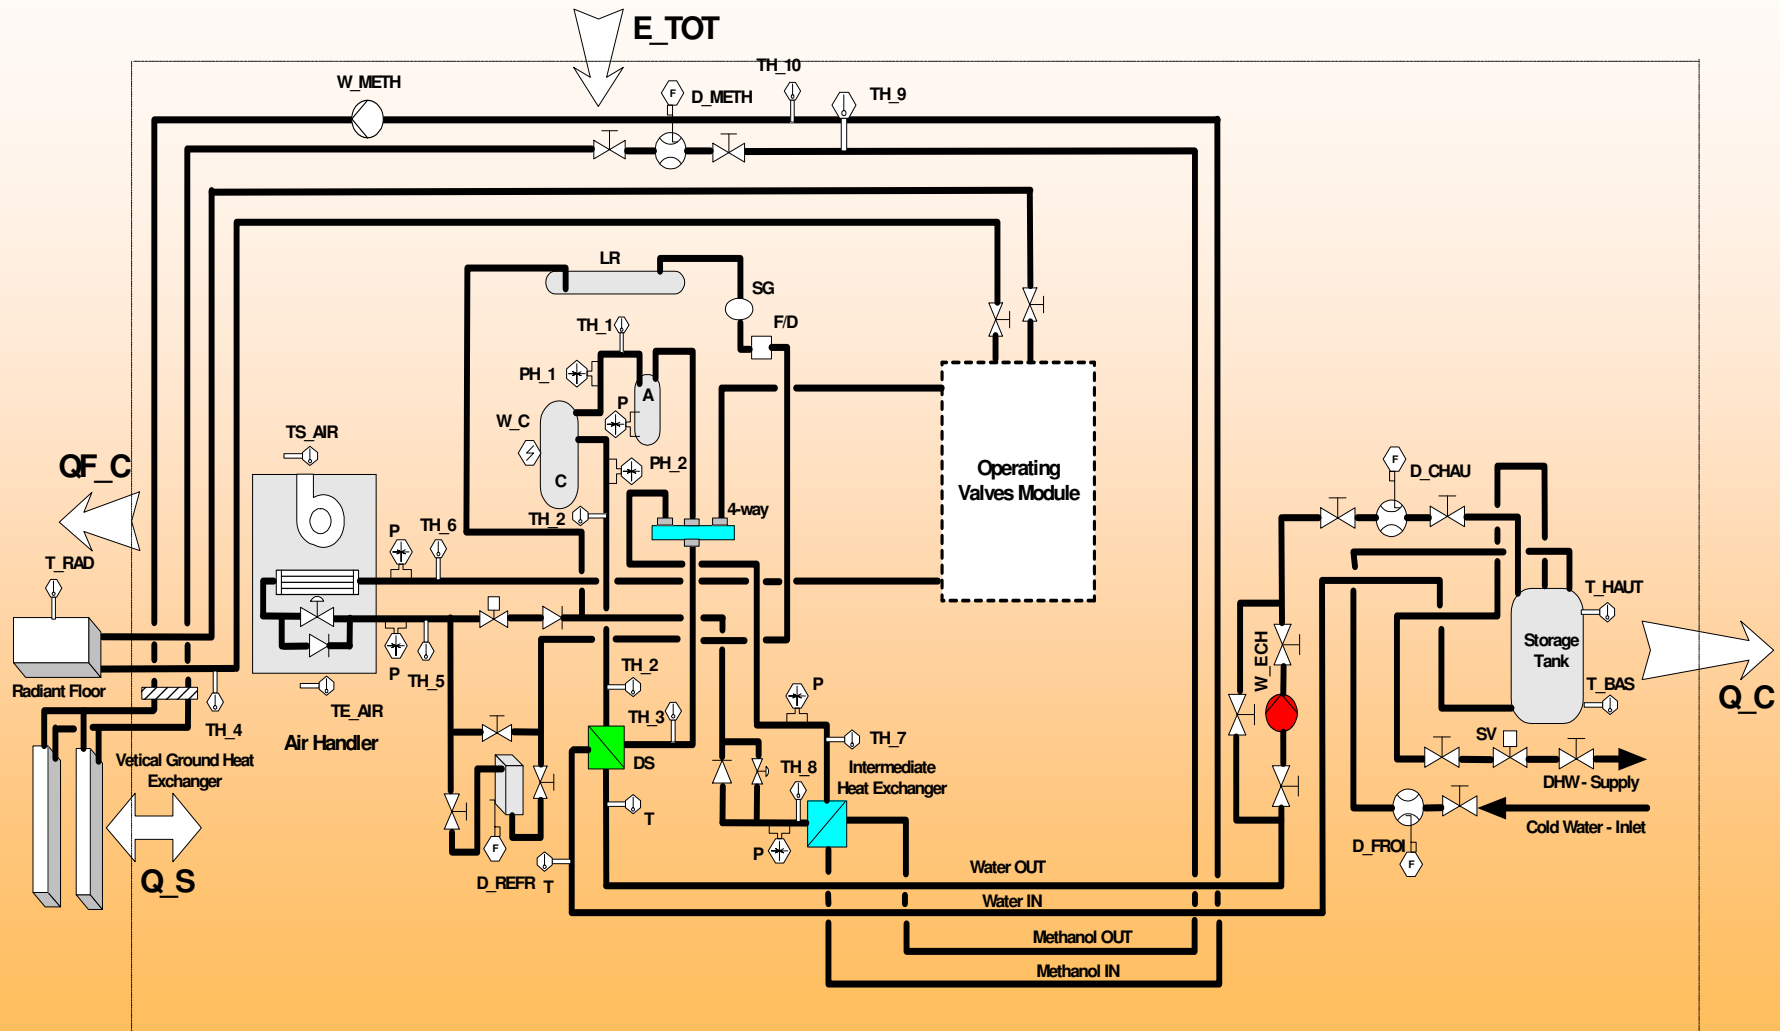 E_TOT
W_METH
TH_10
D_METH
TH_9
F
LR
SG
TH_1
F/D
PH_1
A
P
W_C
TS_AIR
QF_C
PH_2
C
Operating
Valves Module
F
D_CHAU
4-way
TH_2
TH_6
P
T_RAD
T_HAUT
Storage
Tank
W_ECH
T_BAS
Q_C
TH_2
P
TH_5
P
Radiant Floor
TE_AIR
TH_3
TH_4
Air Handler
TH_7
SV
Vetical Ground Heat
Exchanger
DS
TH_8
Intermediate
Heat Exchanger
DHW - Supply
T
Cold Water - Inlet
F
P
D_FROI
F
Q_S
D_REFR
T
Water OUT
Water IN
Methanol OUT
Methanol IN